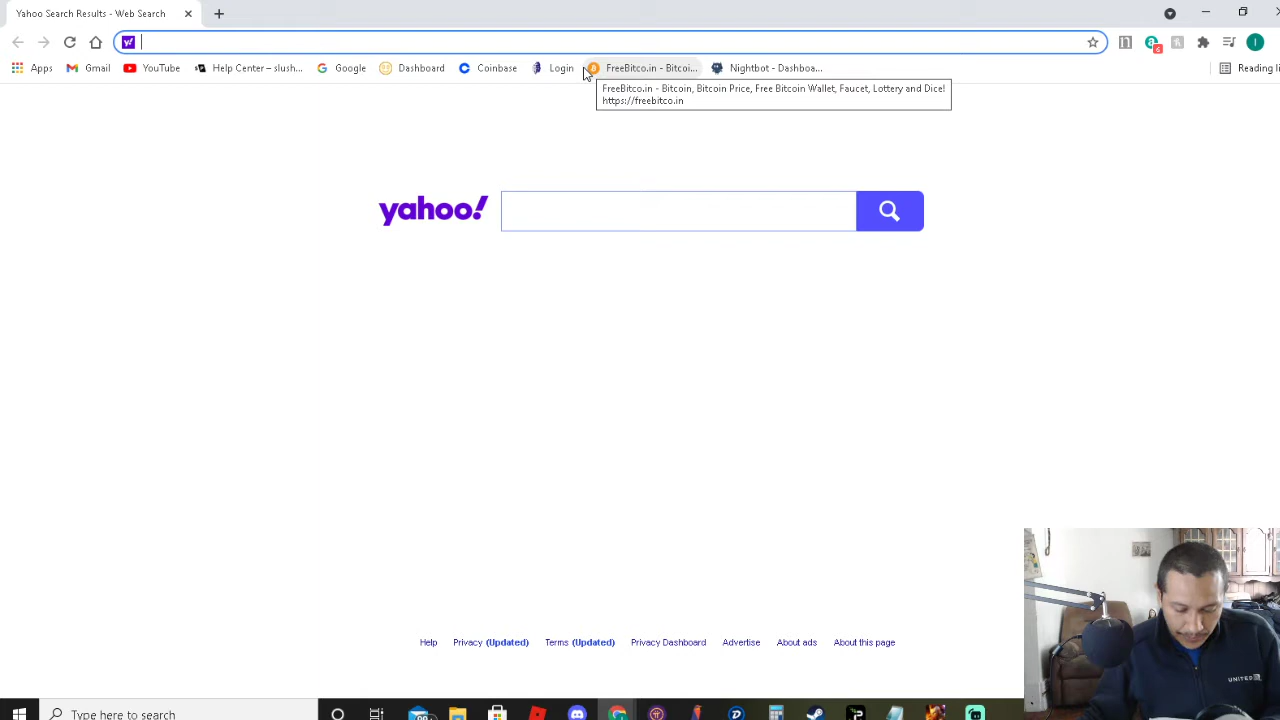 Yahoo Search Results - Web Search
Apps
Gmail
YouTube
Help Center – slush...
Google
Dashboard
Coinbase
Login
FreeBitco.in - Bitcoi...
Nightbot - Dashboa...
Reading li
FreeBitco.in - Bitcoin, Bitcoin Price, Free Bitcoin Wallet, Faucet, Lottery and Dice!
https://freebitco.in
yahoo!
Help
Privacy (Updated)
Terms (Updated)
Privacy Dashboard
Advertise
About ads
About this page
UNITED
Type here to search